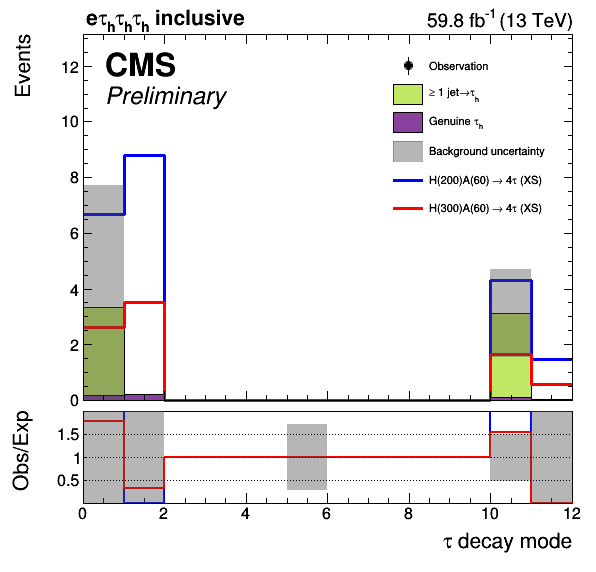 eτhτhτh inclusive
59.8 fb⁻¹ (13 TeV)
Events
CMS
Preliminary
Observation
≥ 1 jet→τh
Genuine τh
Background uncertainty
H(200)A(60) → 4τ (XS)
H(300)A(60) → 4τ (XS)
12
10
8
6
4
2
0
Obs/Exp
1.5
1
0.5
0 2 4 6 8 10 12
τ decay mode